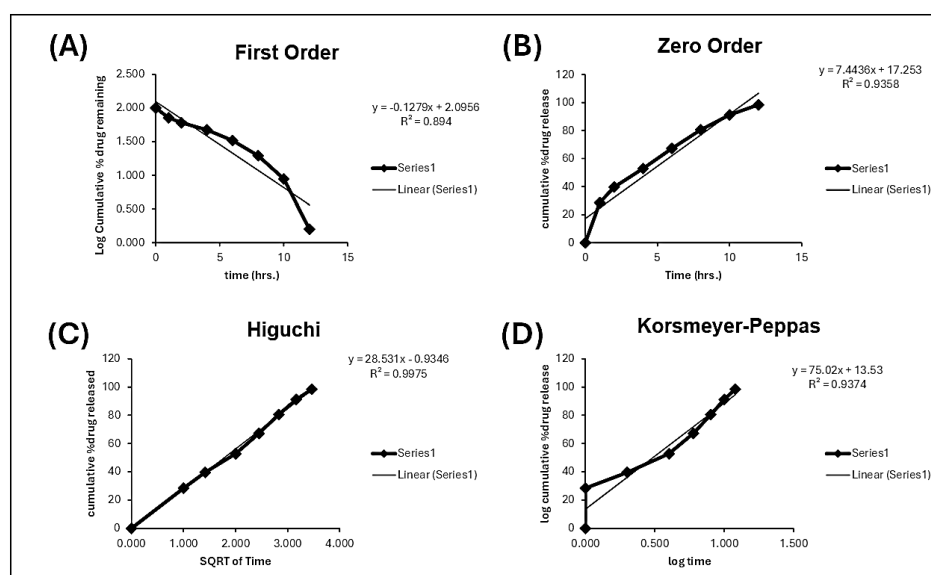 (A)
First Order
Log Cumulative % drug remaining
2.500
2.000
1.500
1.000
0.500
0.000
0
5
10
15
time (hrs.)
y = -0.1279x + 2.0956
R² = 0.894
Series1
Linear (Series1)
(B)
Zero Order
cumulative %drug release
120
100
80
60
40
20
0
0
5
10
15
Time (hrs.)
y = 7.4436x + 17.253
R² = 0.9358
Series1
Linear (Series1)
(C)
Higuchi
cumulative %drug released
120
100
80
60
40
20
0
0.000
1.000
2.000
3.000
4.000
SQRT of Time
y = 28.531x - 0.9346
R² = 0.9975
Series1
Linear (Series1)
(D)
Korsmeyer-Peppas
log cumulative %drug release
120
100
80
60
40
20
0
0.000
0.500
1.000
1.500
log time
y = 75.02x + 13.53
R² = 0.9374
Series1
Linear (Series1)